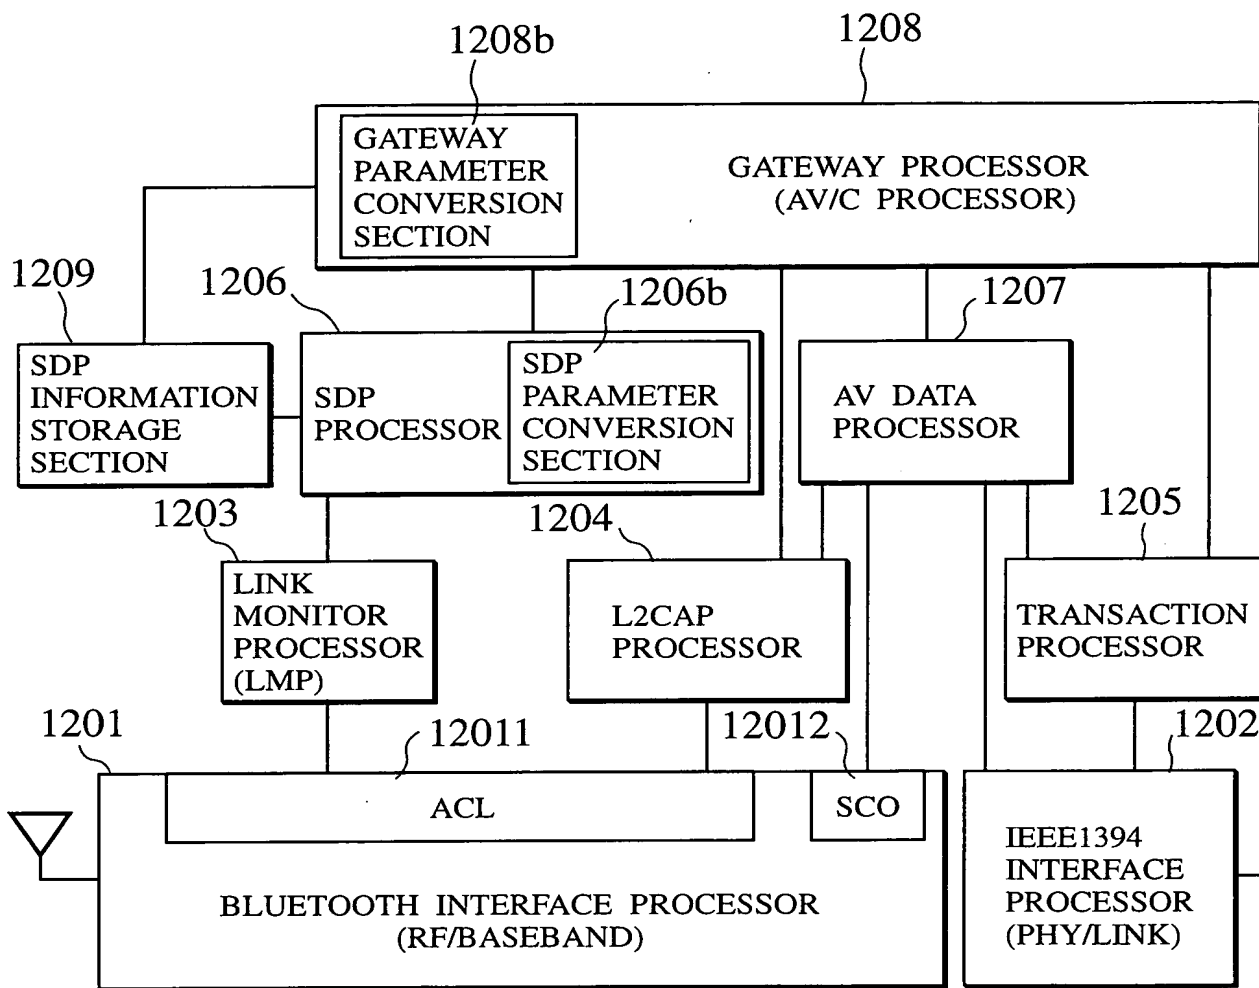 1208b
1208
GATEWAY
PARAMETER
CONVERSION
SECTION
GATEWAY PROCESSOR
(AV/C PROCESSOR)
1209
1206
1206b
1207
SDP
INFORMATION
STORAGE
SECTION
SDP
PROCESSOR
SDP
PARAMETER
CONVERSION
SECTION
AV DATA
PROCESSOR
1203
1204
1205
LINK
MONITOR
PROCESSOR
(LMP)
L2CAP
PROCESSOR
TRANSACTION
PROCESSOR
1201
12011
12012
1202
ACL
SCO
BLUETOOTH INTERFACE PROCESSOR
(RF/BASEBAND)
IEEE1394
INTERFACE
PROCESSOR
(PHY/LINK)